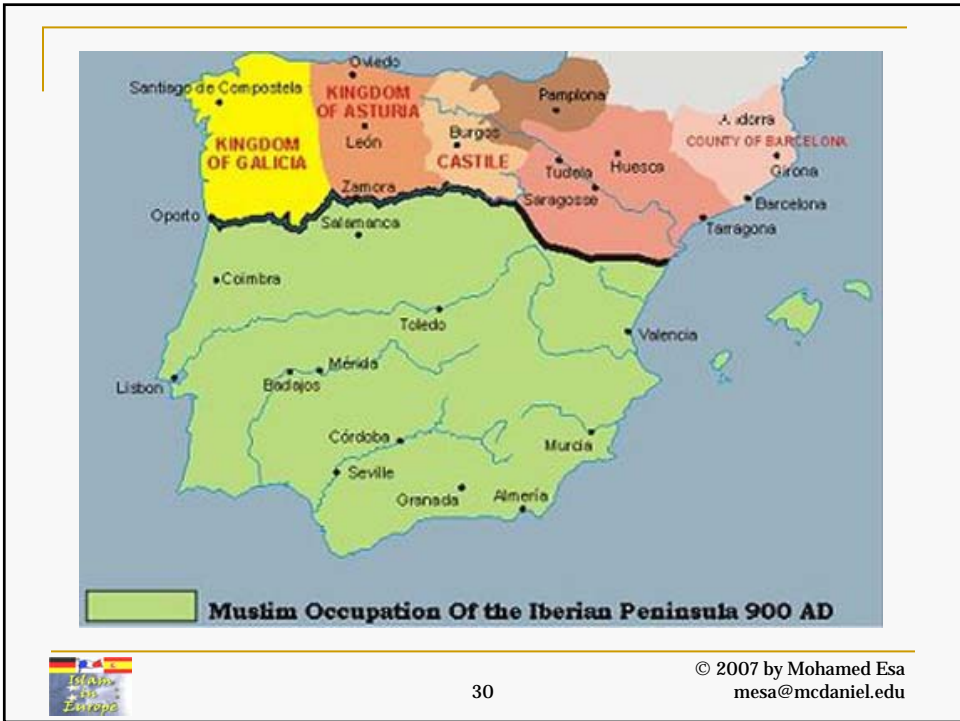 Oviedo
Santiago de Compostela
KINGDOM
OF ASTURIA
Pamplona
Andorra
KINGDOM
OF GALICIA
León
Burgos
CASTILE
COUNTY OF BARCELONA
Tudela
Huesca
Girona
Zamora
Saragosse
Barcelona
Oporto
Salamanca
Tarragona
Coimbra
Toledo
Valencia
Lisbon
Badajos
Mérida
Córdoba
Murcia
Seville
Granada
Almería
Muslim Occupation Of the Iberian Peninsula 900 AD
Islam
in
Europe
30
© 2007 by Mohamed Esa
mesa@mcdaniel.edu